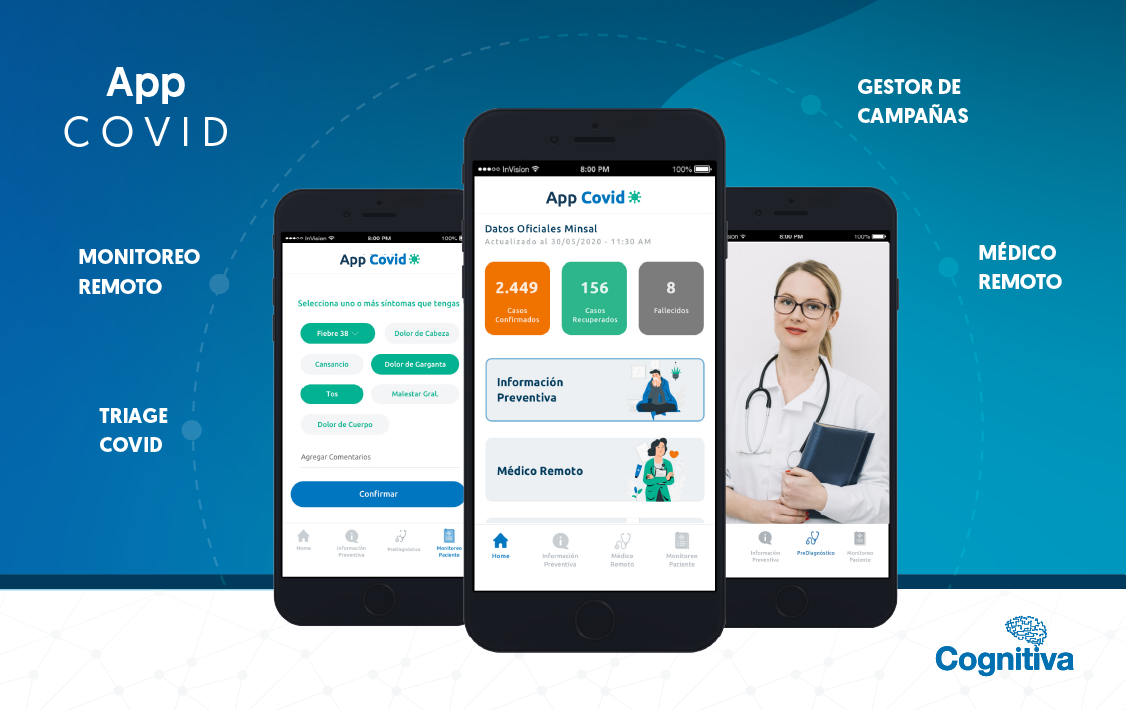 App
COVID
GESTOR DE
CAMPAÑAS
MONITOREO
REMOTO
MÉDICO
REMOTO
TRIAGE
COVID
InVision
8:00 PM
100%
App Covid
Selecciona uno o más síntomas que tengas
Fiebre 38
Dolor de Cabeza
Cansancio
Dolor de Garganta
Tos
Malestar Gral.
Dolor de Cuerpo
Agregar Comentarios
Confirmar
Home
Información
Preventiva
PreDiagnóstico
Monitoreo
Paciente
InVision
8:00 PM
100%
App Covid
Datos Oficiales Minsal
Actualizado al 30/05/2020 - 11:30 AM
2.449
Casos
Confirmados
156
Casos
Recuperados
8
Fallecidos
Información
Preventiva
Médico Remoto
Home
Información
Preventiva
Médico
Remoto
Monitoreo
Paciente
sion
8:00 PM
100%
Información
Preventiva
PreDiagnóstico
Monitoreo
Paciente
Cognitiva